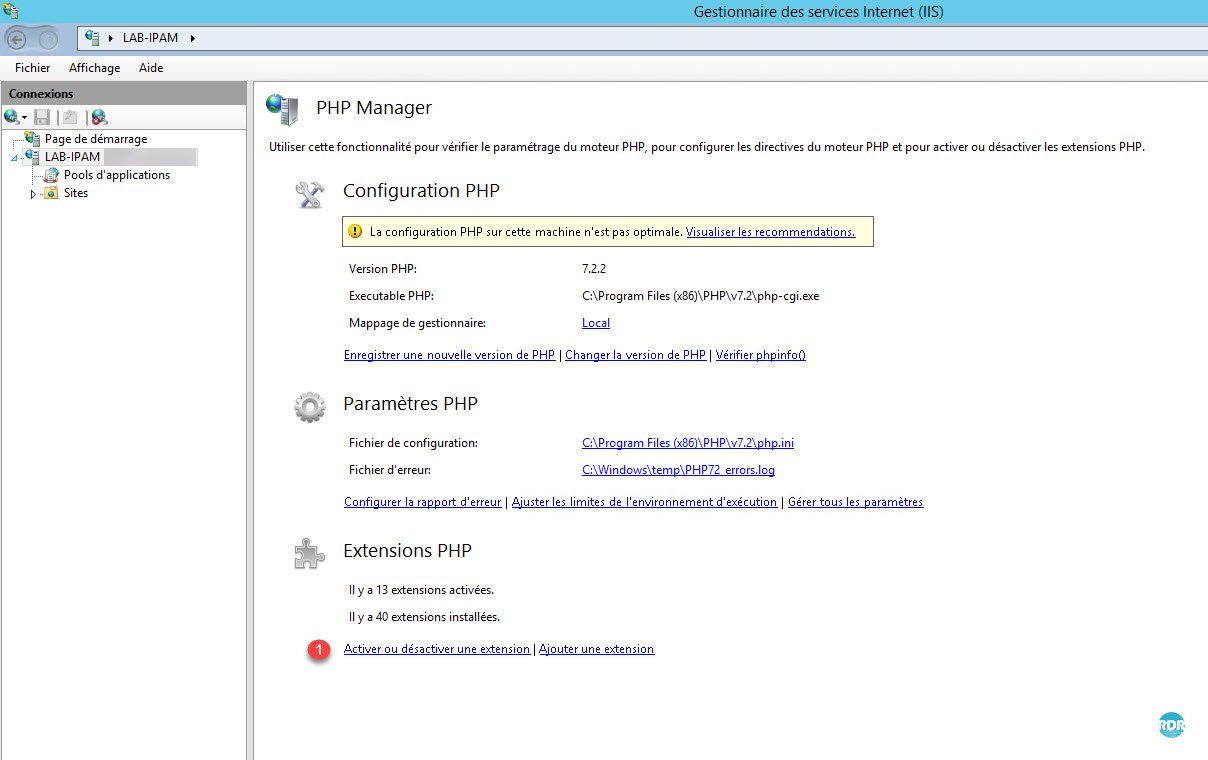 Gestionnaire des services Internet (IIS)
LAB-IPAM
Fichier Affichage Aide
Connexions
Page de démarrage
LAB-IPAM
Pools d'applications
Sites
PHP Manager
Utiliser cette fonctionnalité pour vérifier le paramétrage du moteur PHP, pour configurer les directives du moteur PHP et pour activer ou désactiver les extensions PHP.
Configuration PHP
La configuration PHP sur cette machine n'est pas optimale. Visualiser les recommendations.
Version PHP: 7.2.2
Executable PHP: C:\Program Files (x86)\PHP\v7.2\php-cgi.exe
Mappage de gestionnaire: Local
Enregistrer une nouvelle version de PHP | Changer la version de PHP | Vérifier phpinfo()
Paramètres PHP
Fichier de configuration: C:\Program Files (x86)\PHP\v7.2\php.ini
Fichier d'erreur: C:\Windows\temp\PHP72_errors.log
Configurer la rapport d'erreur | Ajuster les limites de l'environnement d'exécution | Gérer tous les paramètres
Extensions PHP
Il y a 13 extensions activées.
Il y a 40 extensions installées.
1 Activer ou désactiver une extension | Ajouter une extension
RDR